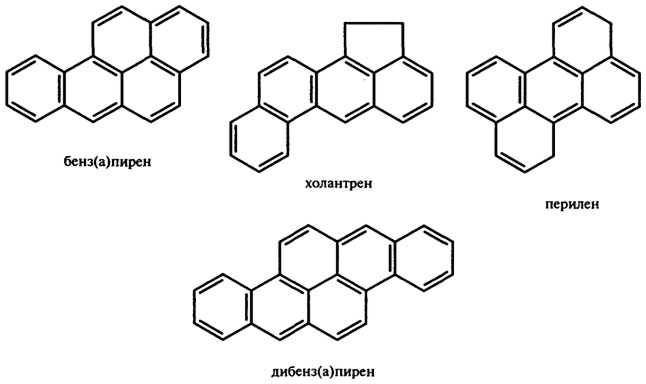 бенз(а)пирен
холантрен
перилен
дибенз(а)пирен